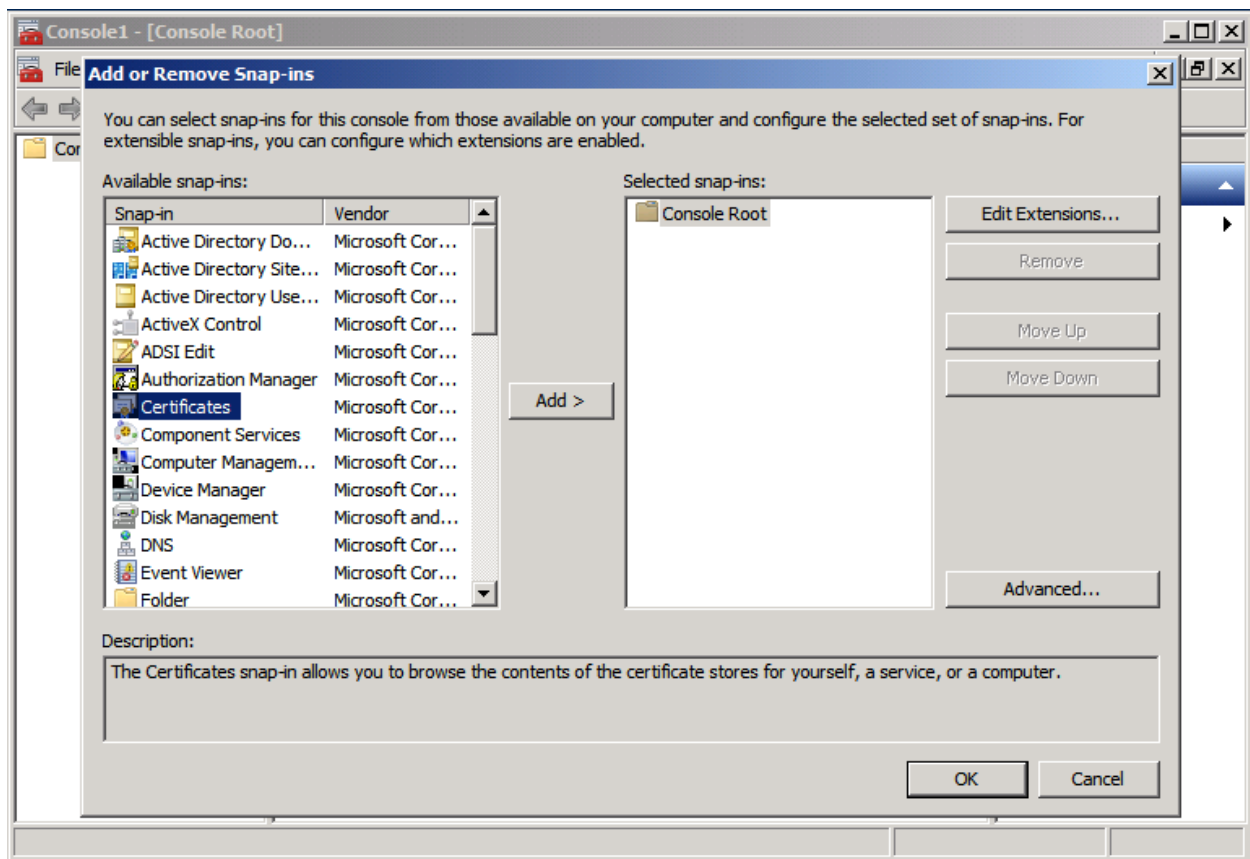 Console1 - [Console Root]
File
Add or Remove Snap-ins
You can select snap-ins for this console from those available on your computer and configure the selected set of snap-ins. For
extensible snap-ins, you can configure which extensions are enabled.
Con
Available snap-ins:
Snap-in Vendor
Active Directory Do... Microsoft Cor...
Active Directory Site... Microsoft Cor...
Active Directory Use... Microsoft Cor...
ActiveX Control Microsoft Cor...
ADSI Edit Microsoft Cor...
Authorization Manager Microsoft Cor...
Certificates Microsoft Cor...
Component Services Microsoft Cor...
Computer Managem... Microsoft Cor...
Device Manager Microsoft Cor...
Disk Management Microsoft and...
DNS Microsoft Cor...
Event Viewer Microsoft Cor...
Folder Microsoft Cor...
Add >
Selected snap-ins:
Console Root
Edit Extensions...
Remove
Move Up
Move Down
Advanced...
Description:
The Certificates snap-in allows you to browse the contents of the certificate stores for yourself, a service, or a computer.
OK Cancel